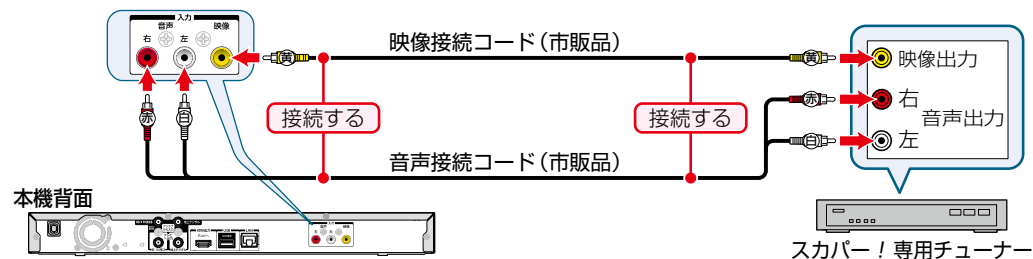 入力
音声 映像
右 左
黄
映像接続コード(市販品)
黄
映像出力
赤
右
音声出力
白
左
接続する
接続する
赤 白
音声接続コード(市販品)
本機背面
スカパー!専用チューナー